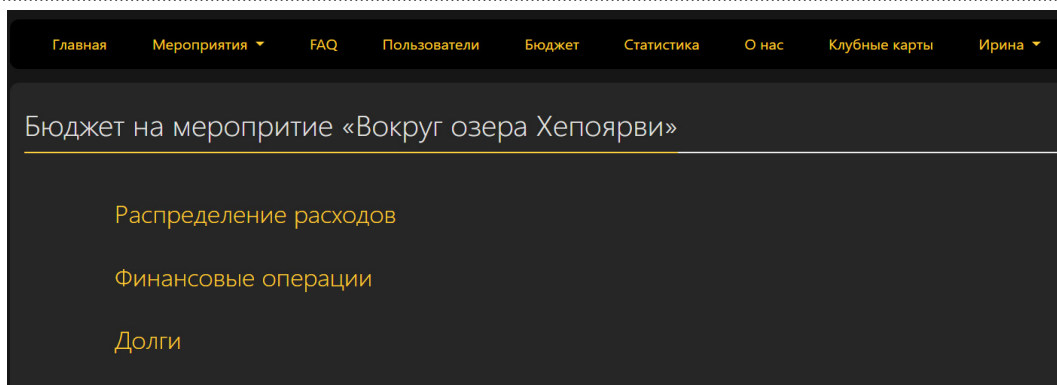 Главная Мероприятия FAQ Пользователи Бюджет Статистика О нас Клубные карты Ирина
Бюджет на меропритие «Вокруг озера Хепоярви»
Распределение расходов
Финансовые операции
Долги